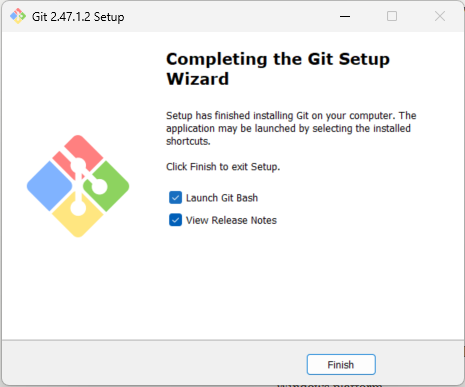 Git 2.47.1.2 Setup
Completing the Git Setup
Wizard
Setup has finished installing Git on your computer. The
application may be launched by selecting the installed
shortcuts.
Click Finish to exit Setup.
Launch Git Bash
View Release Notes
Finish